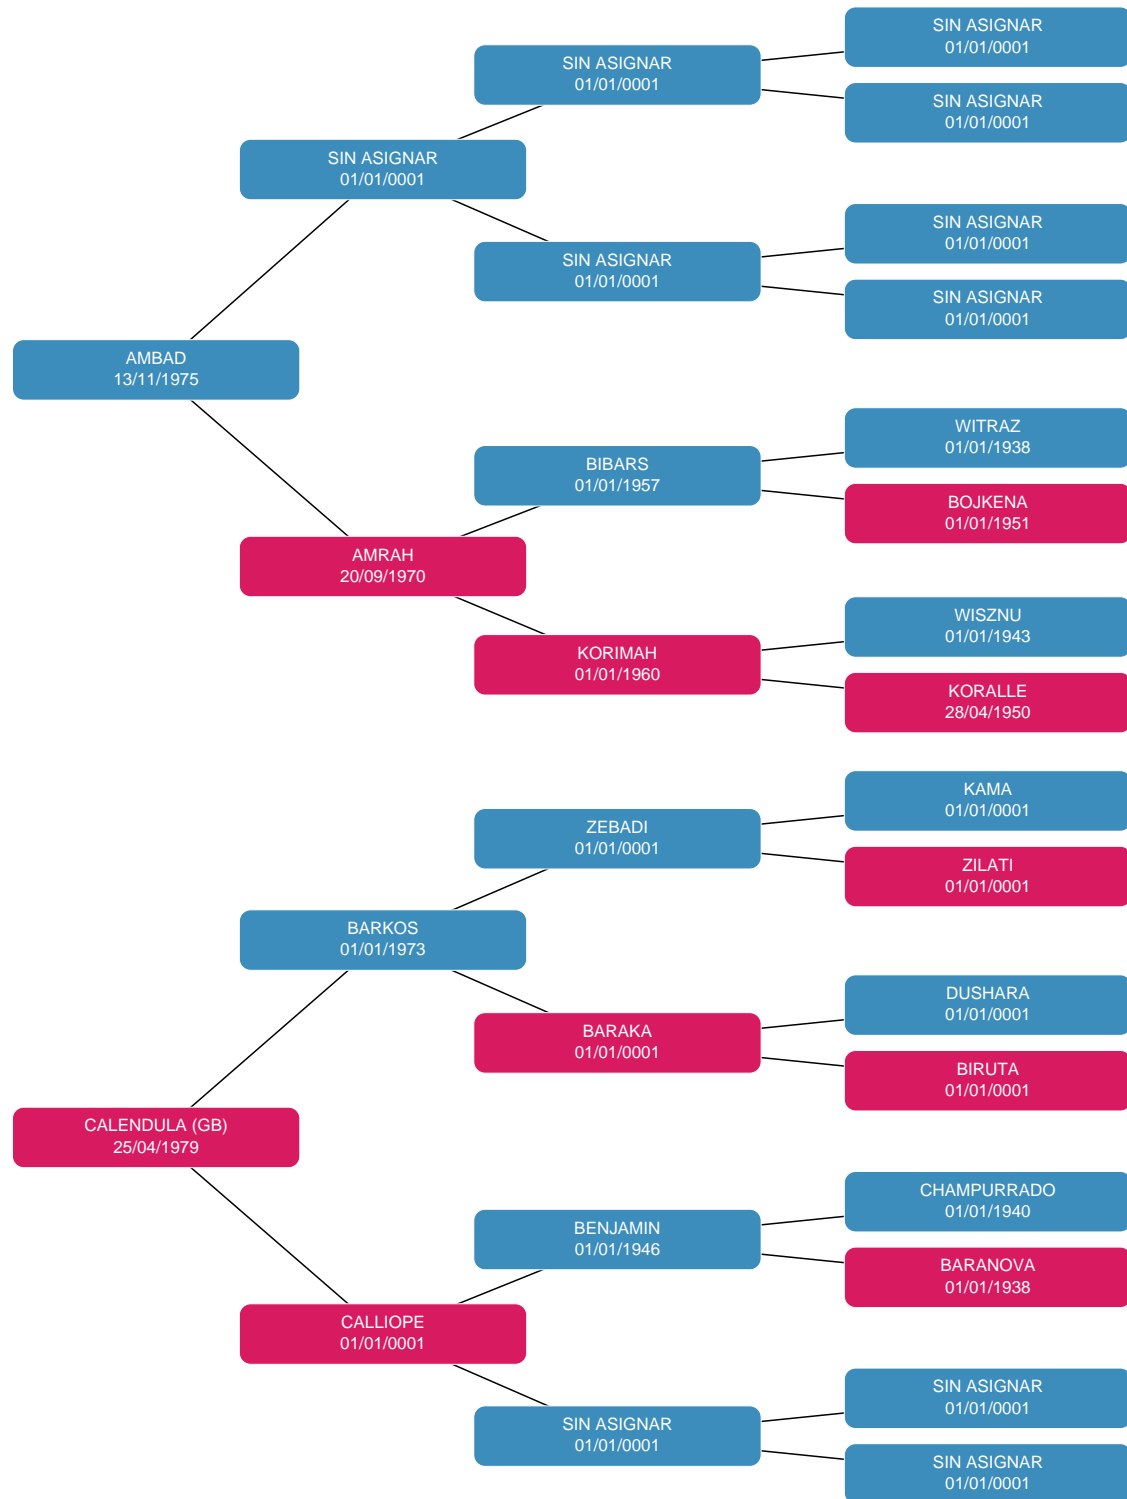 SIN ASIGNAR
01/01/0001
SIN ASIGNAR
01/01/0001
SIN ASIGNAR
01/01/0001
SIN ASIGNAR
01/01/0001
SIN ASIGNAR
01/01/0001
SIN ASIGNAR
01/01/0001
SIN ASIGNAR
01/01/0001
AMBAD
13/11/1975
WITRAZ
01/01/1938
BIBARS
01/01/1957
BOJKENA
01/01/1951
AMRAH
20/09/1970
WISZNU
01/01/1943
KORIMAH
01/01/1960
KORALLE
28/04/1950
KAMA
01/01/0001
ZEBADI
01/01/0001
ZILATI
01/01/0001
BARKOS
01/01/1973
DUSHARA
01/01/0001
BARAKA
01/01/0001
BIRUTA
01/01/0001
CALENDULA (GB)
25/04/1979
CHAMPURRADO
01/01/1940
BENJAMIN
01/01/1946
BARANOVA
01/01/1938
CALLIOPE
01/01/0001
SIN ASIGNAR
01/01/0001
SIN ASIGNAR
01/01/0001
SIN ASIGNAR
01/01/0001